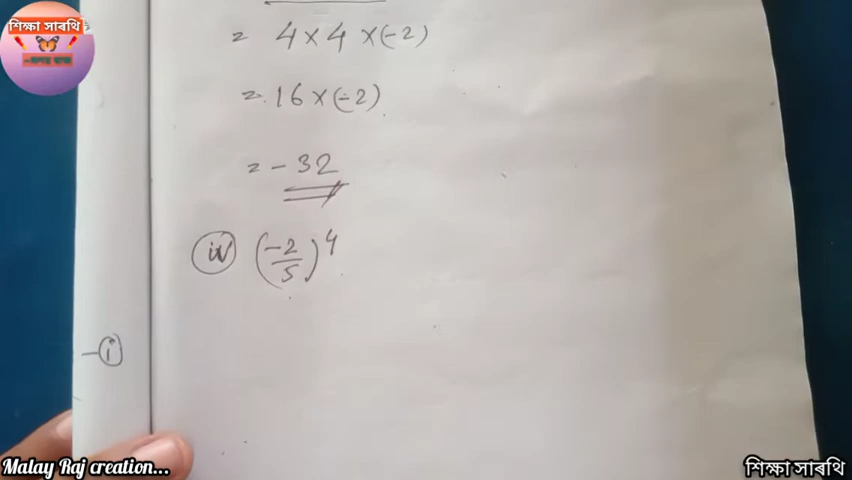 শিক্ষা সাৰথি
= 4 × 4 × (-2)
= 16 × (-2)
= - 32
(iv) (-2/5)^4
-(i)
Malay Raj creation...
শিক্ষা সাৰথি